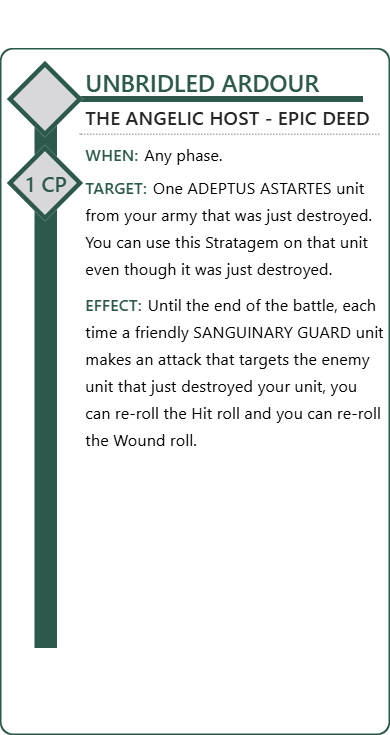 UNBRIDLED ARDOUR
THE ANGELIC HOST - EPIC DEED
WHEN: Any phase.
1 CP
TARGET: One ADEPTUS ASTARTES unit
from your army that was just destroyed.
You can use this Stratagem on that unit
even though it was just destroyed.
EFFECT: Until the end of the battle, each
time a friendly SANGUINARY GUARD unit
makes an attack that targets the enemy
unit that just destroyed your unit, you
can re-roll the Hit roll and you can re-roll
the Wound roll.